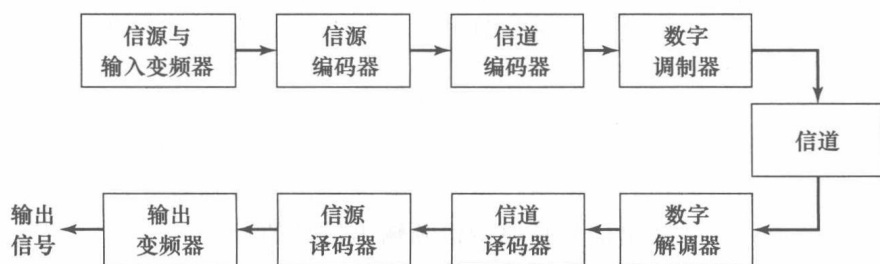 信源与
输入变频器
信源
编码器
信道
编码器
数字
调制器
信道
输出
信号
输出
变频器
信源
译码器
信道
译码器
数字
解调器